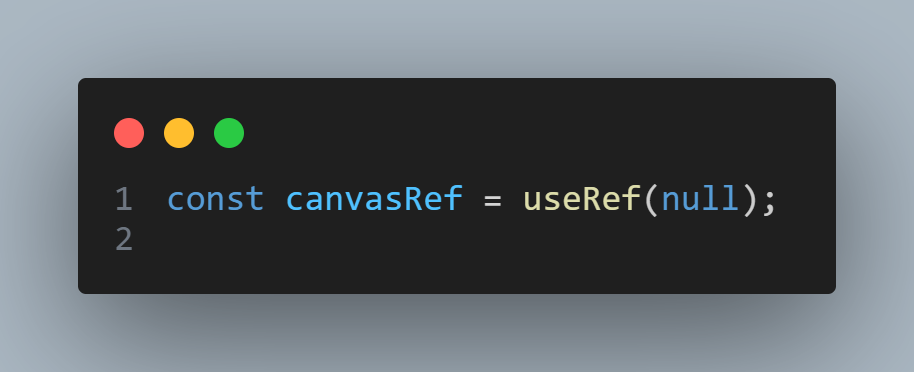 1 const canvasRef = useRef(null);
2